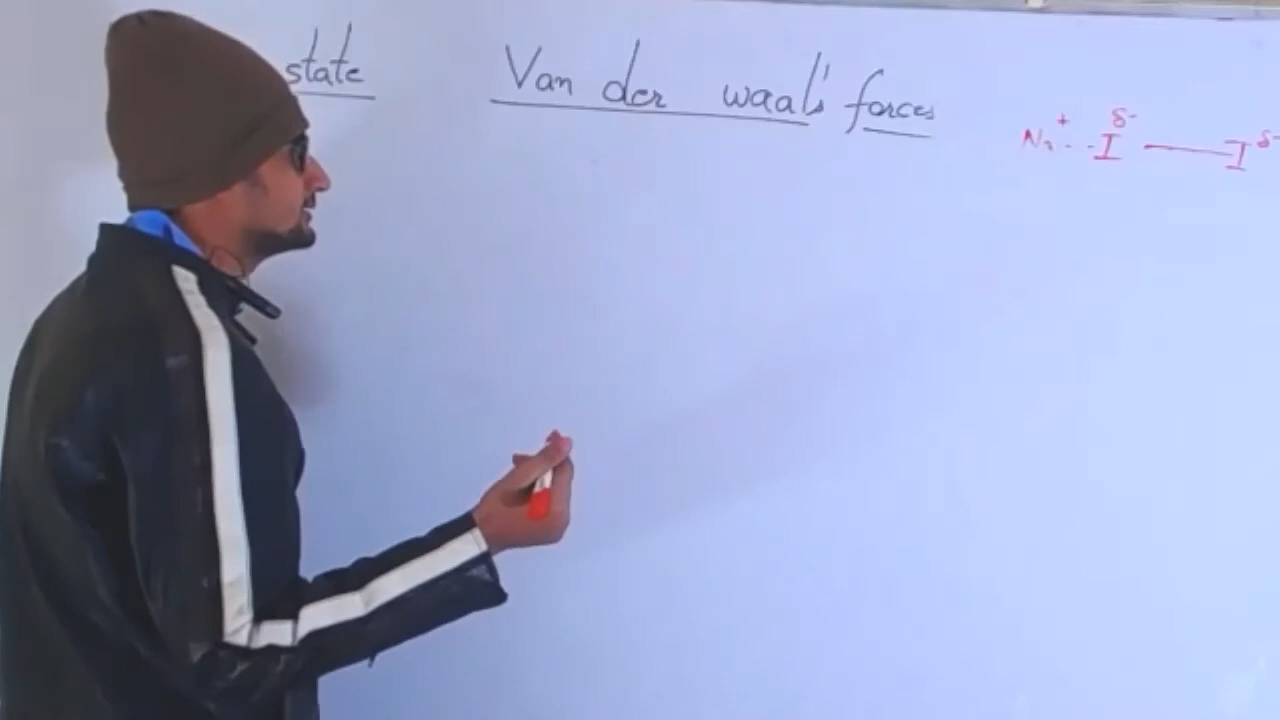 state
Van der waal's forces
+ δ- δ-
Na - - I — I